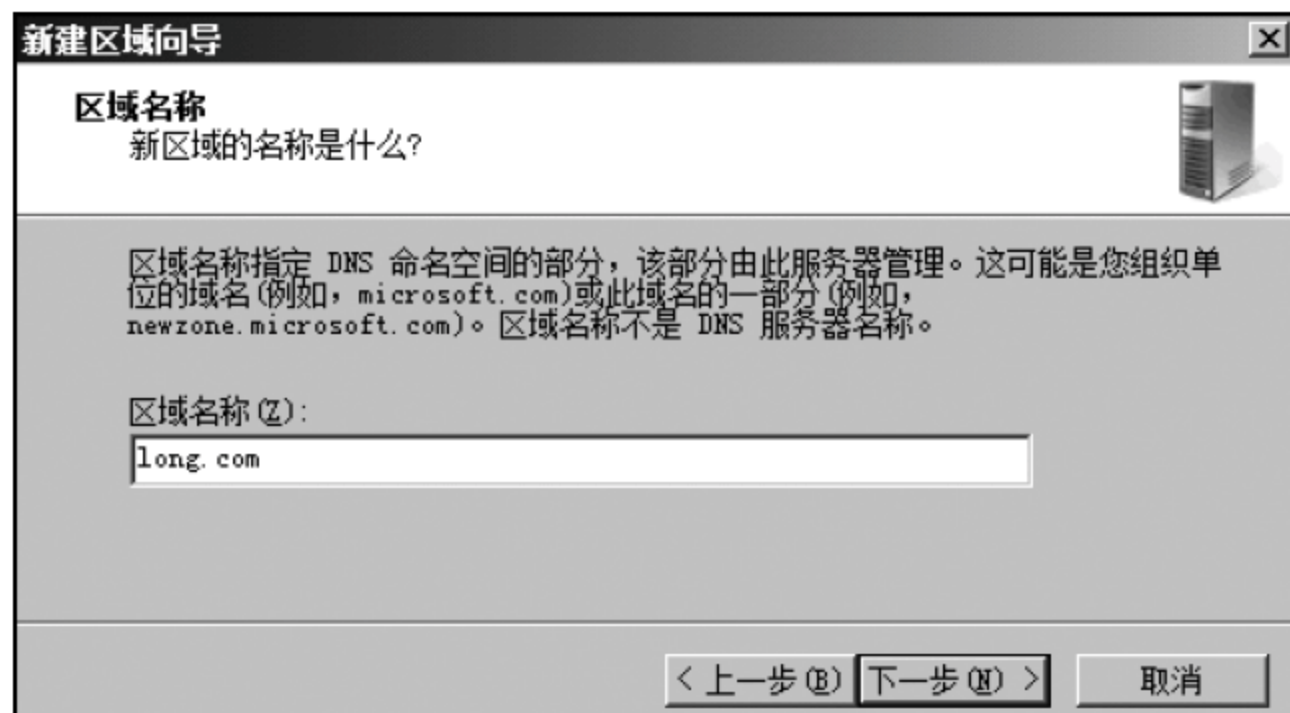 新建区域向导
区域名称
新区域的名称是什么?
区域名称指定 DNS 命名空间的部分，该部分由此服务器管理。这可能是您组织单
位的域名(例如，microsoft.com)或此域名的一部分(例如，
newzone.microsoft.com)。区域名称不是 DNS 服务器名称。
区域名称(Z):
long.com
< 上一步(B) 下一步(N) > 取消